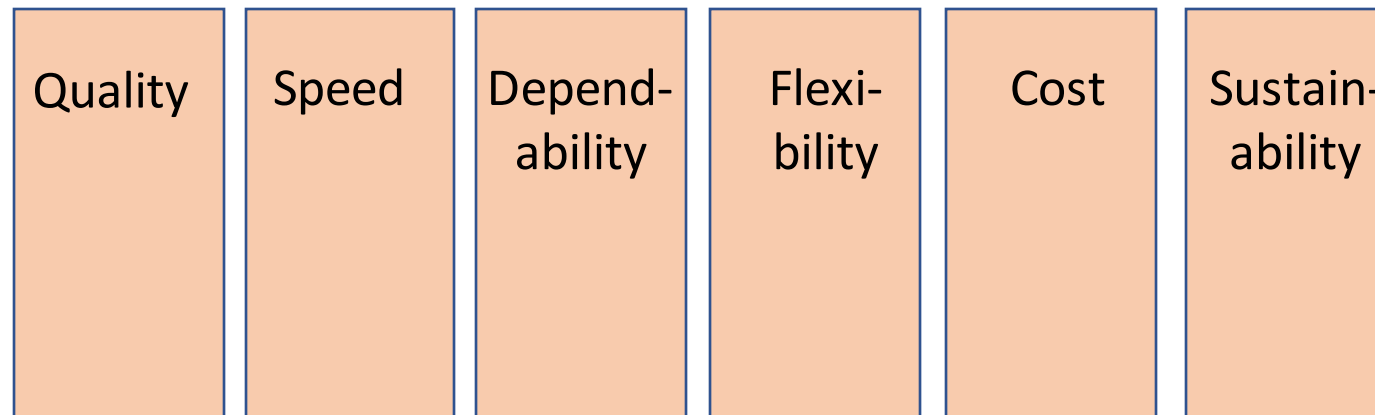 Quality
Speed
Depend-
ability
Flexi-
bility
Cost
Sustain-
ability